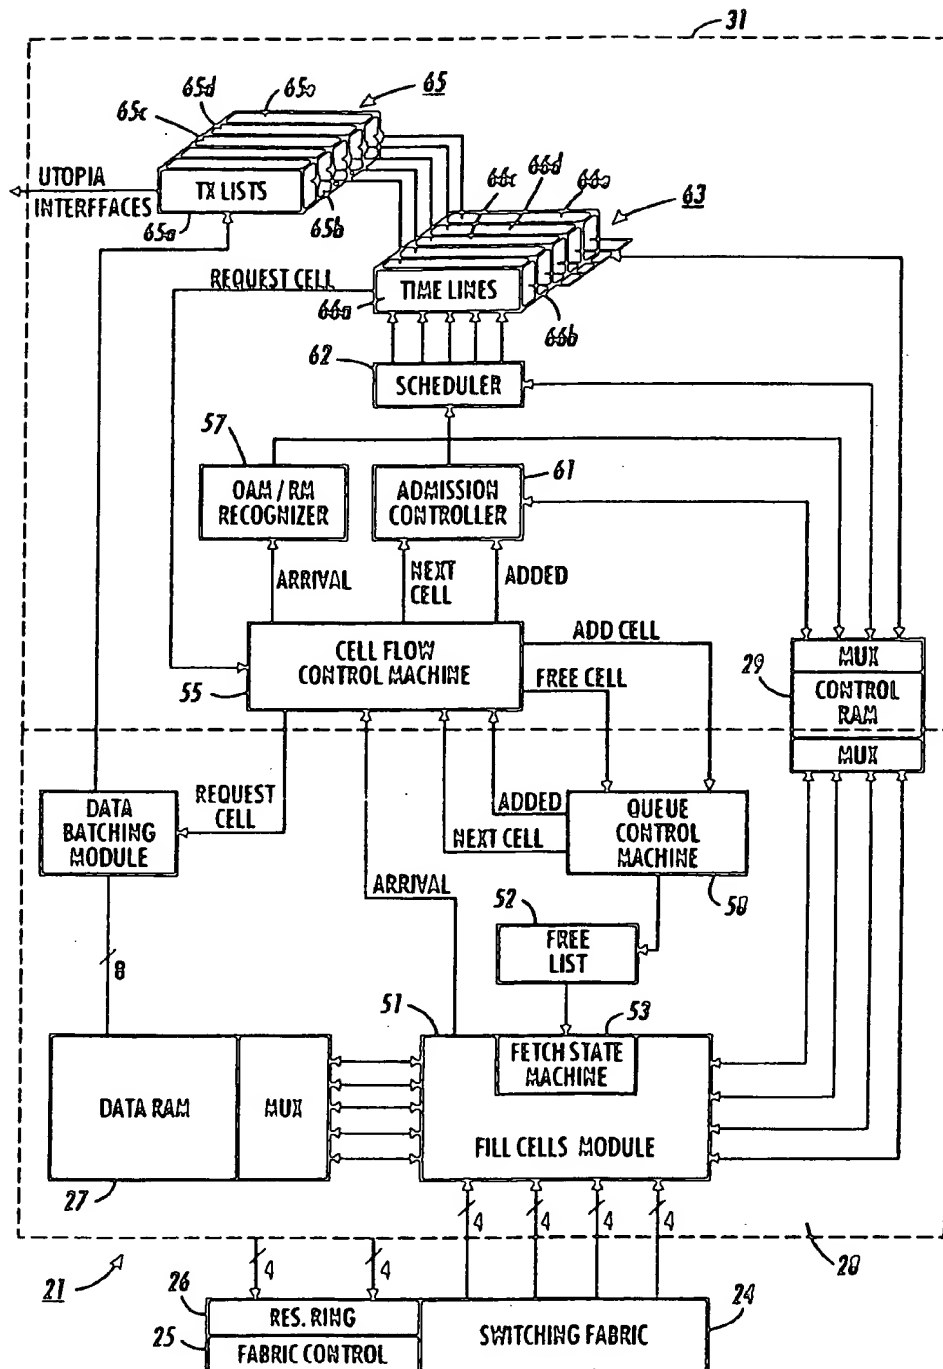 31
65d
65e
65
65c
UTOPIA
INTERFFACES
TX LISTS
65a
65b
66c
66d
66e
63
REQUEST CELL
TIME LINES
66a
66b
62
SCHEDULER
57
61
OAM / RM
RECOGNIZER
ADMISSION
CONTROLLER
ARRIVAL
NEXT
CELL
ADDED
CELL FLOW
CONTROL MACHINE
55
ADD CELL
FREE CELL
29
MUX
CONTROL
RAM
MUX
DATA
BATCHING
MODULE
REQUEST
CELL
ADDED
NEXT CELL
QUEUE
CONTROL
MACHINE
58
ARRIVAL
52
FREE
LIST
8
51
53
FETCH STATE
MACHINE
DATA RAM
MUX
FILL CELLS MODULE
27
4
4
4
4
28
21
4
4
26
RES. RING
25
FABRIC CONTROL
SWITCHING FABRIC
24